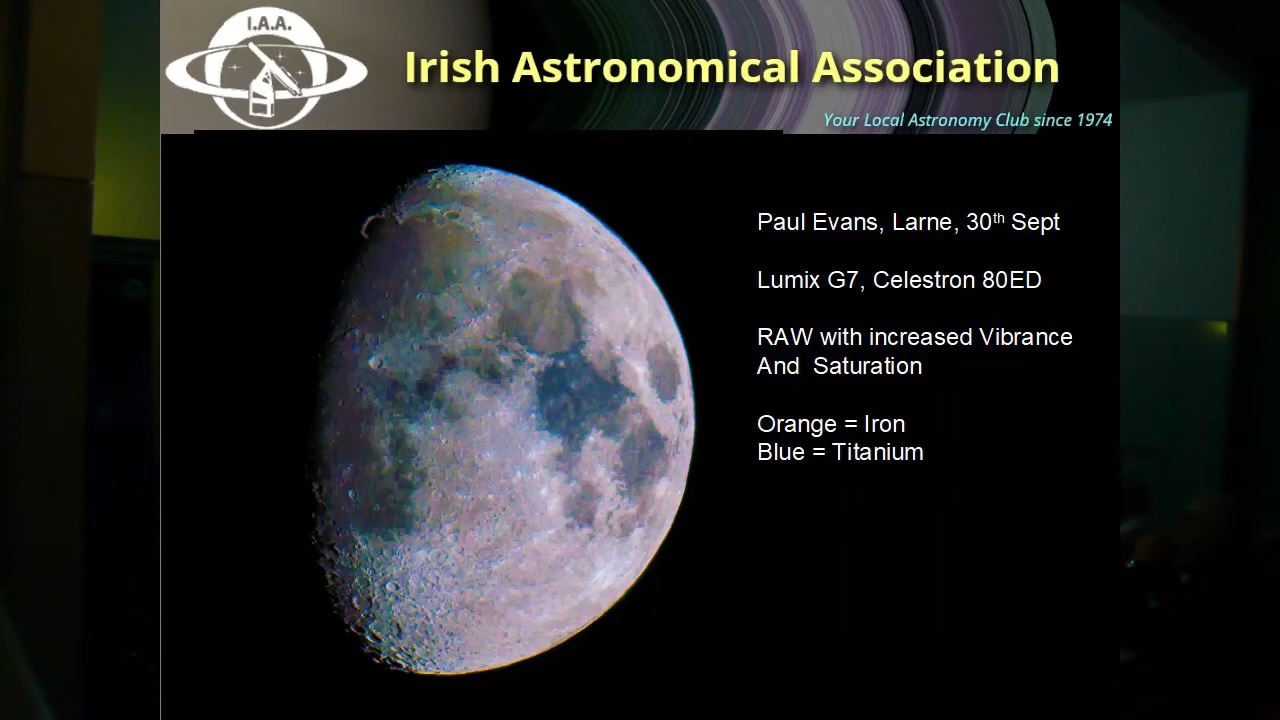 I.A.A.
Irish Astronomical Association
Your Local Astronomy Club since 1974
Paul Evans, Larne, 30th Sept
Lumix G7, Celestron 80ED
RAW with increased Vibrance
And  Saturation
Orange = Iron
Blue = Titanium